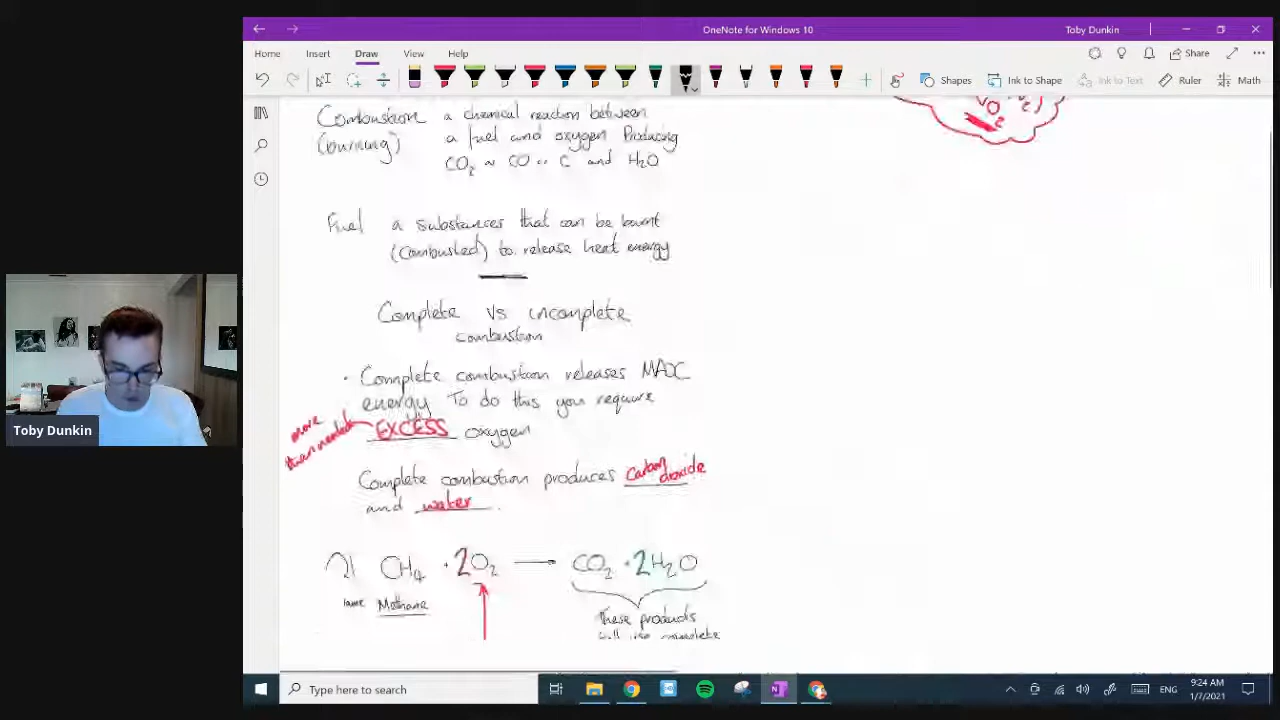 OneNote for Windows 10
Toby Dunkin
Home Insert Draw View Help
Share
Shapes Ink to Shape Ink to Text Ruler Math
Combustion a chemical reaction between
(burning) a fuel and oxygen Producing
CO2 or CO or C and H2O
Fuel a substances that can be burnt
(combusted) to release heat energy
Complete Vs incomplete
combustion
• Complete combustion releases MAX
energy To do this you require
more than needed
EXCESS oxygen
Complete combustion produces Carbon dioxide
and water.
CH4 + 2O2 → CO2 + 2H2O
Methane
These products
O2
Toby Dunkin
Type here to search
ENG
9:24 AM
1/7/2021